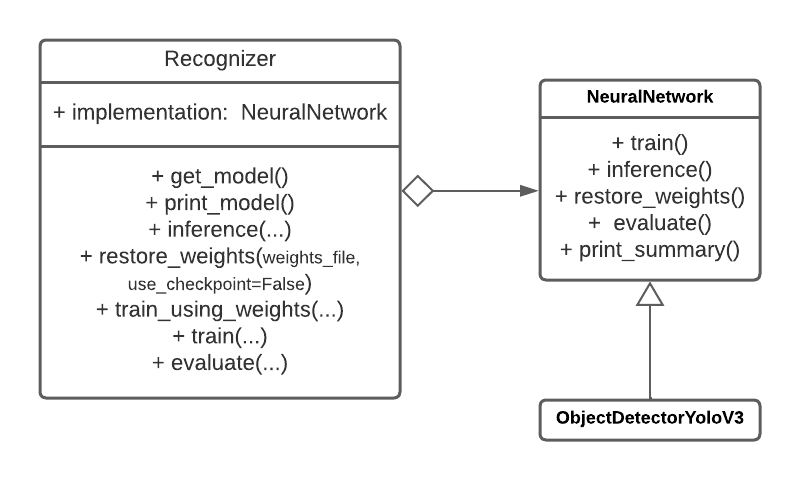 Recognizer
+ implementation:  NeuralNetwork
+ get_model()
+ print_model()
+ inference(...)
+ restore_weights(weights_file,
use_checkpoint=False)
+ train_using_weights(...)
+ train(...)
+ evaluate(...)
NeuralNetwork
+ train()
+ inference()
+ restore_weights()
+  evaluate()
+ print_summary()
ObjectDetectorYoloV3